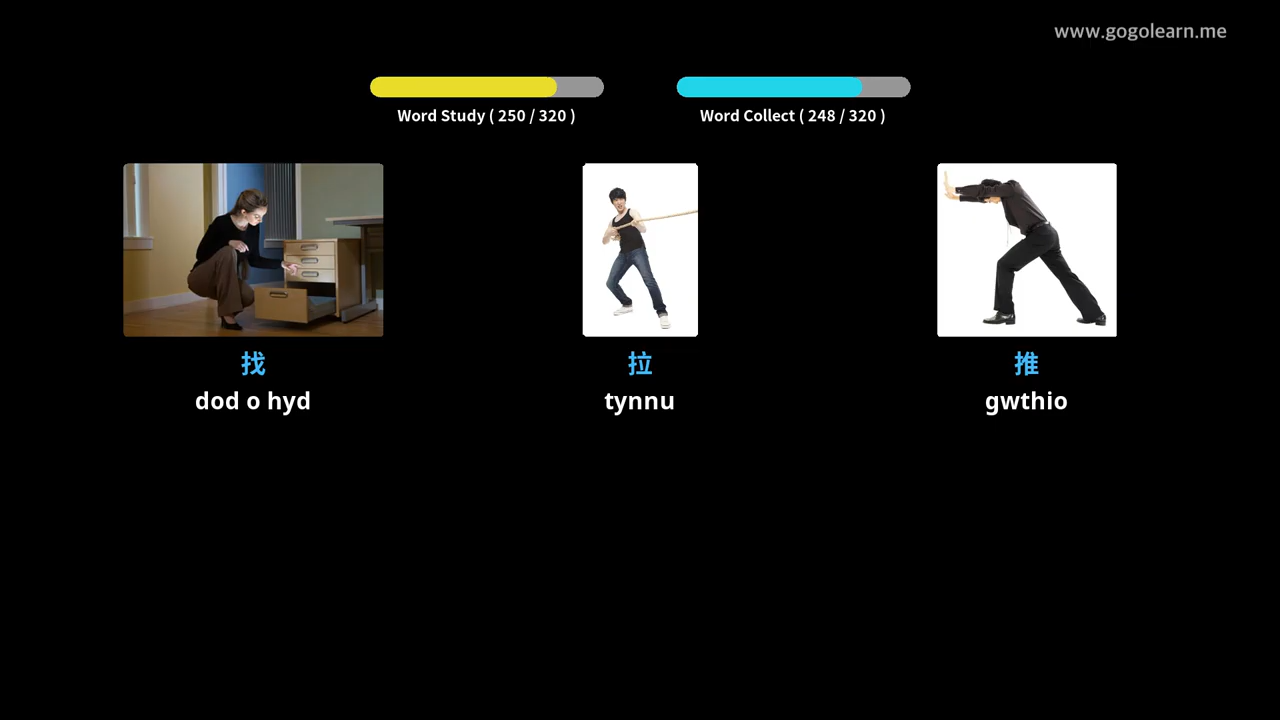 www.gogolearn.me
Word Study ( 250 / 320 )
Word Collect ( 248 / 320 )
找
dod o hyd
拉
tynnu
推
gwthio